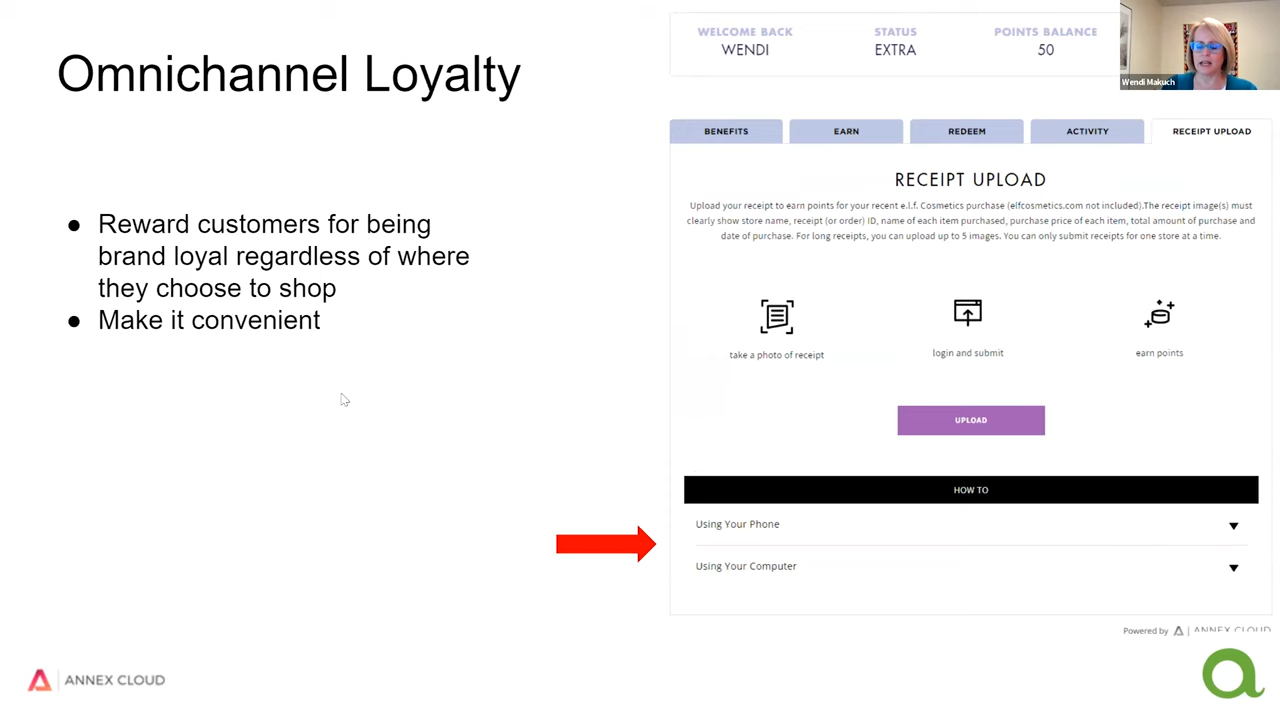 Omnichannel Loyalty
● Reward customers for being
brand loyal regardless of where
they choose to shop
● Make it convenient
WELCOME BACK
WENDI
STATUS
EXTRA
POINTS BALANCE
50
Wendi Makuch
BENEFITS
EARN
REDEEM
ACTIVITY
RECEIPT UPLOAD
RECEIPT UPLOAD
Upload your receipt to earn points for your recent e.l.f. Cosmetics purchase (elfcosmetics.com not included).The receipt image(s) must
clearly show store name, receipt (or order) ID, name of each item purchased, purchase price of each item, total amount of purchase and
date of purchase. For long receipts, you can upload up to 5 images. You can only submit receipts for one store at a time.
take a photo of receipt
login and submit
earn points
UPLOAD
HOW TO
Using Your Phone
Using Your Computer
Powered by ANNEX CLOUD
ANNEX CLOUD